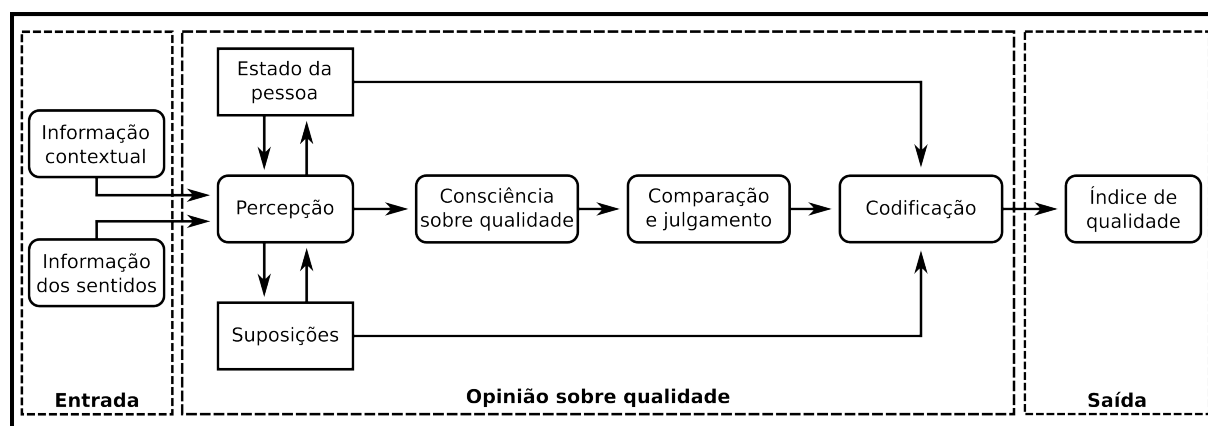 Estado da
pessoa
Informação
contextual
Percepção
Consciência
sobre qualidade
Comparação
e julgamento
Codificação
Índice de
qualidade
Informação
dos sentidos
Suposições
Entrada
Opinião sobre qualidade
Saída